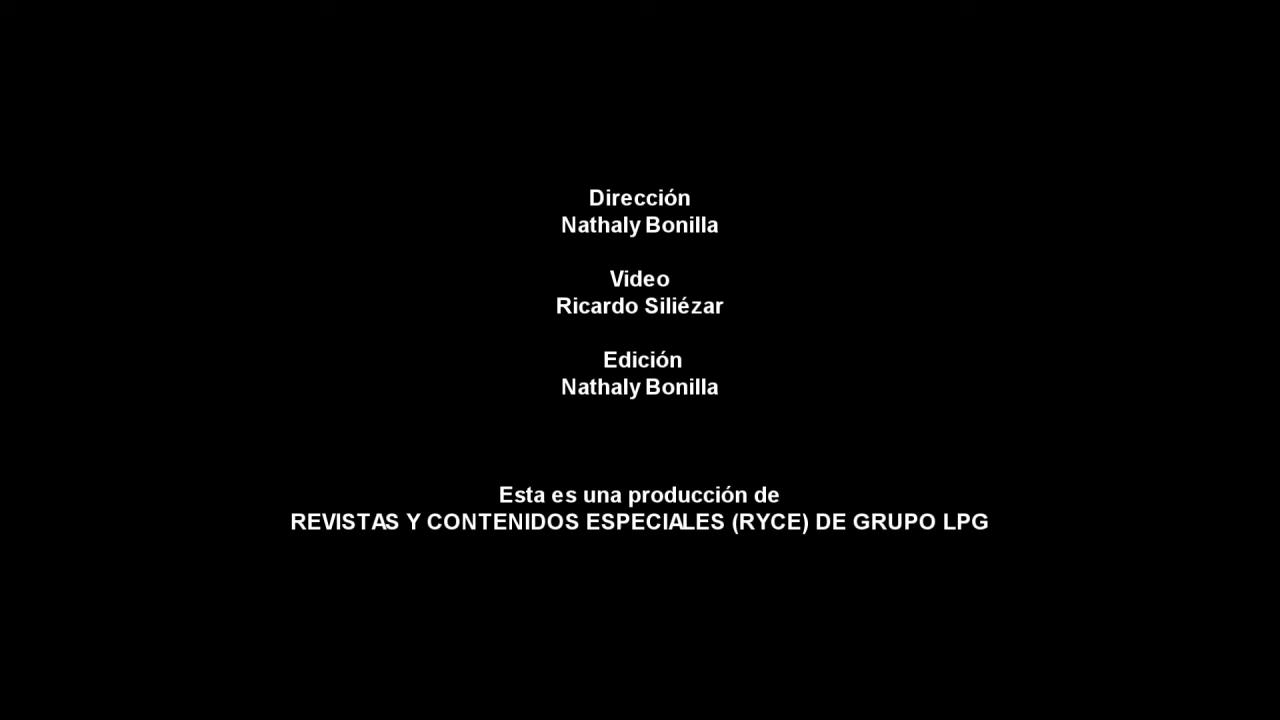 Dirección
Nathaly Bonilla
Video
Ricardo Siliézar
Edición
Nathaly Bonilla
Esta es una producción de
REVISTAS Y CONTENIDOS ESPECIALES (RYCE) DE GRUPO LPG